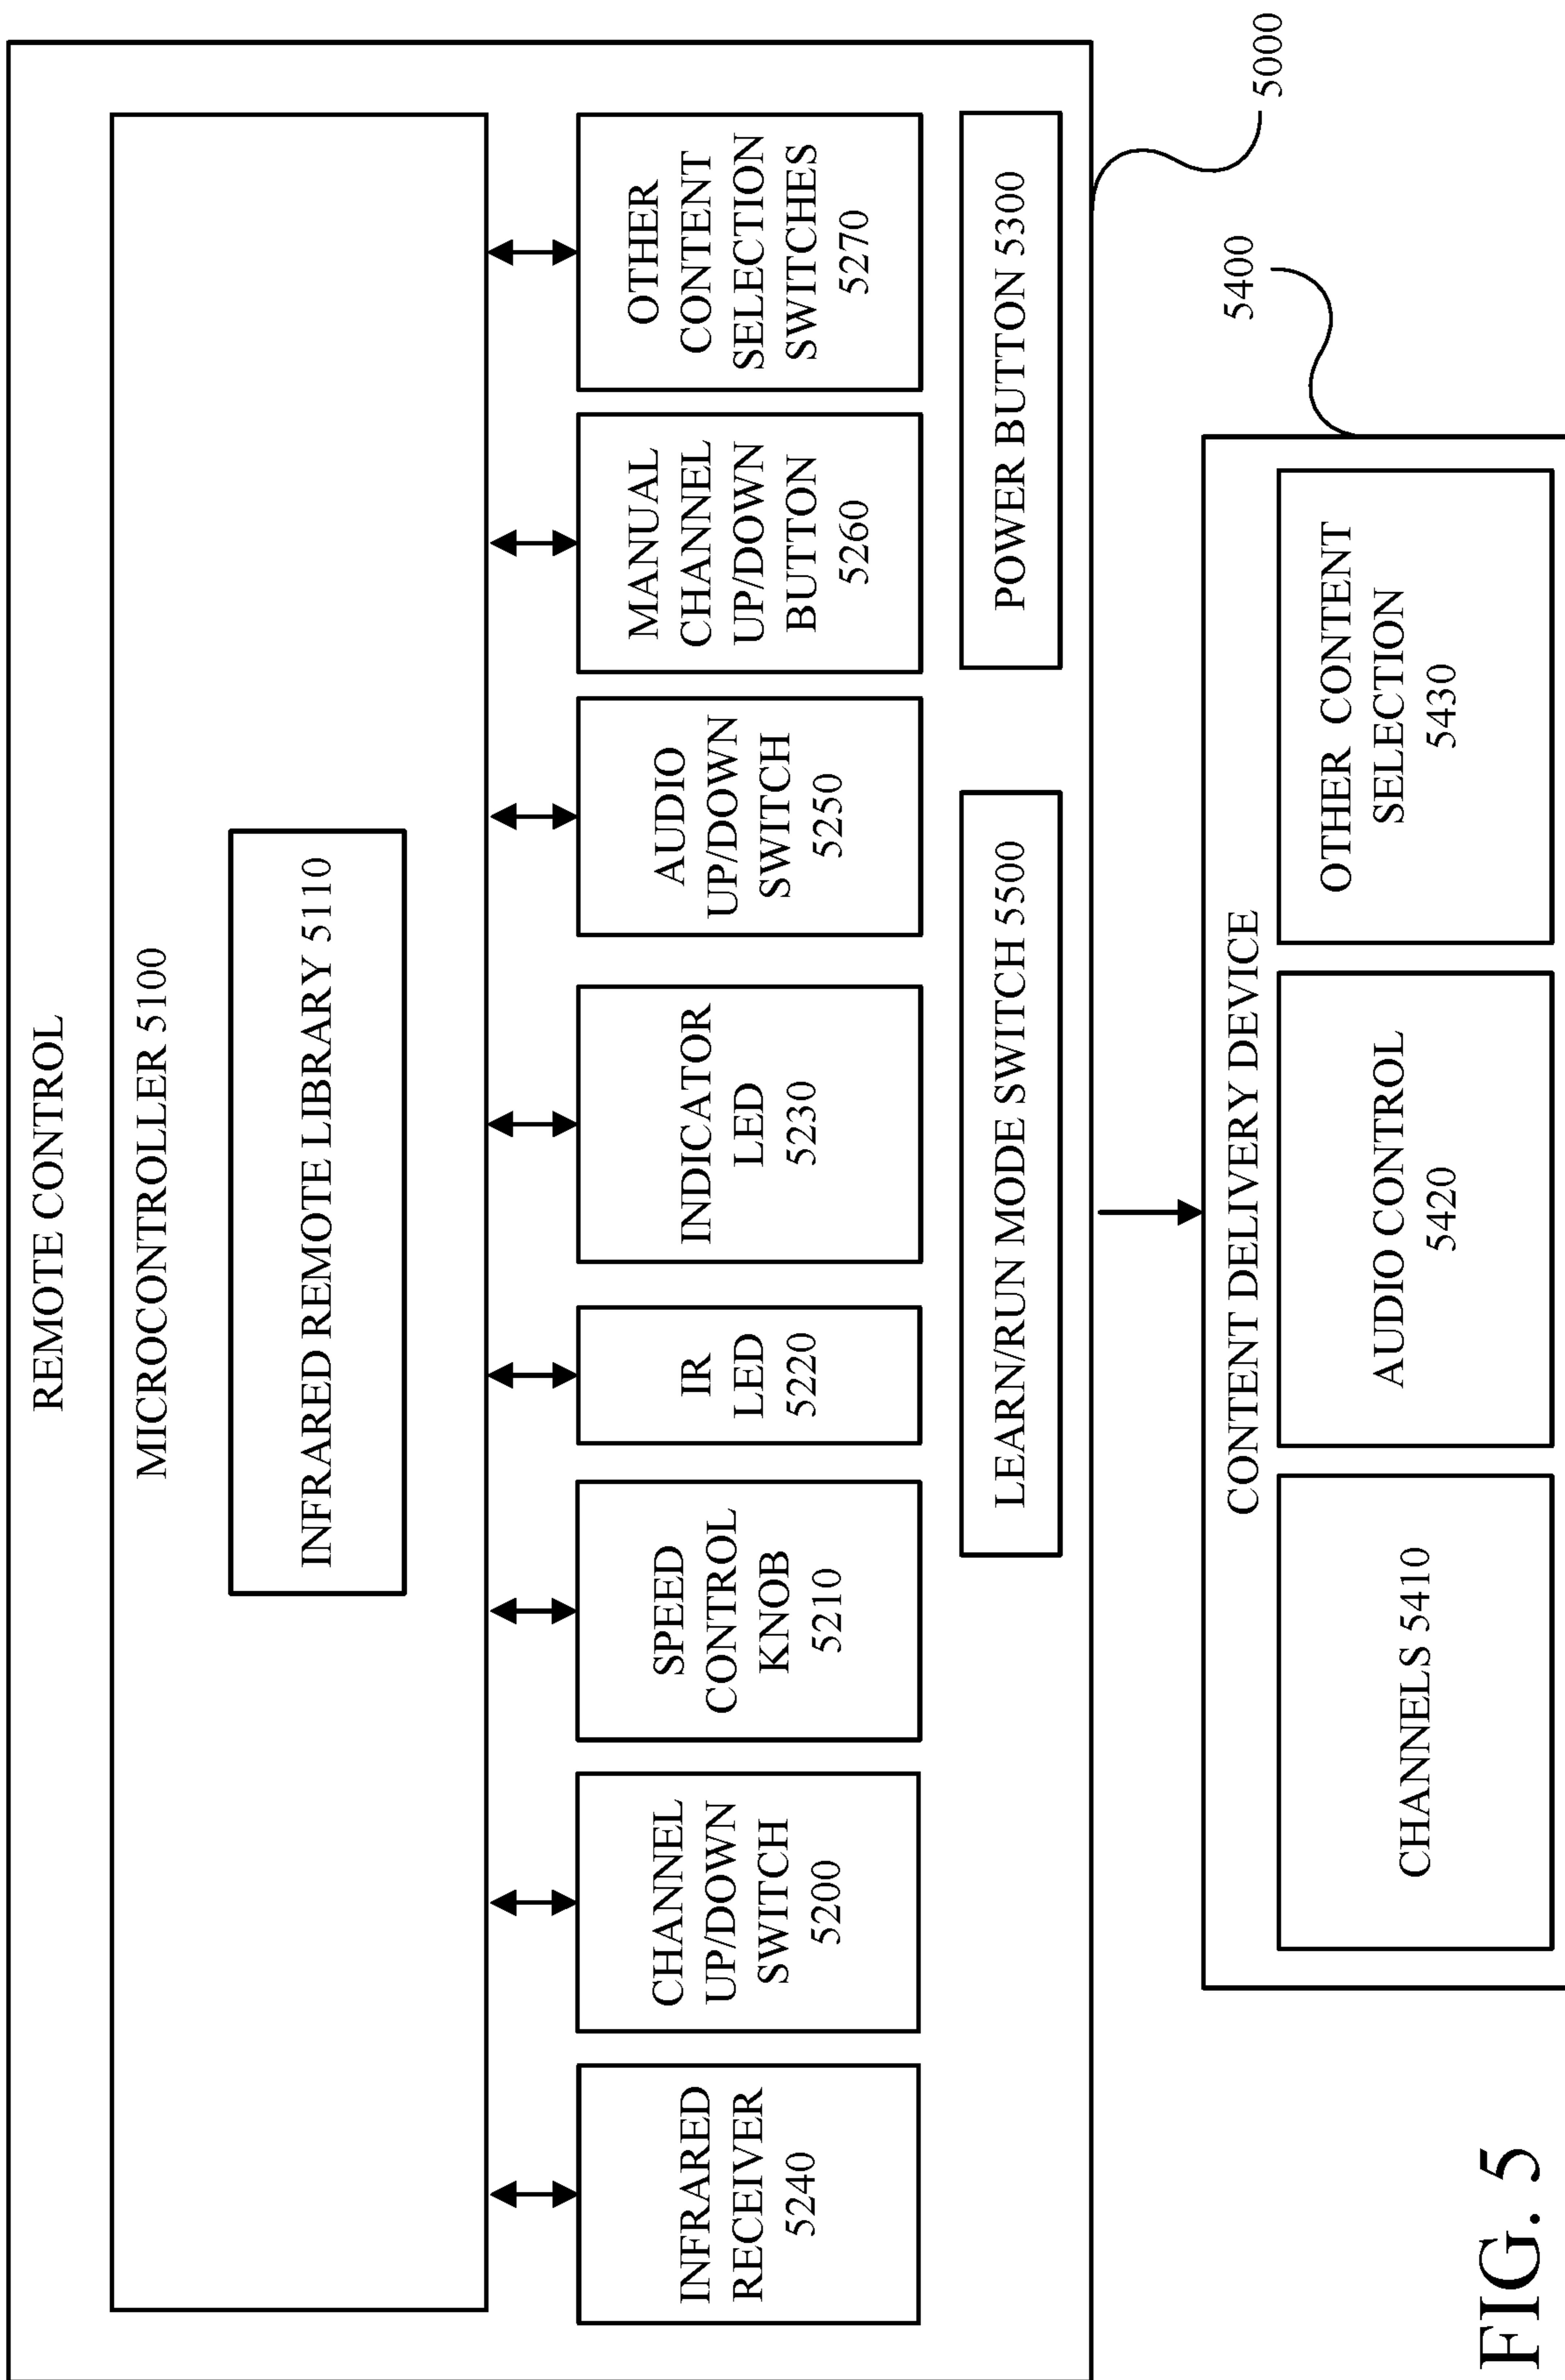 REMOTE CONTROL
MICROCONTROLLER 5100
INFRARED REMOTE LIBRARY 5110
INFRARED
RECEIVER
5240
CHANNEL
UP/DOWN
SWITCH
5200
SPEED
CONTROL
KNOB
5210
IR
LED
5220
INDICATOR
LED
5230
AUDIO
UP/DOWN
SWITCH
5250
MANUAL
CHANNEL
UP/DOWN
BUTTON
5260
OTHER
CONTENT
SELECTION
SWITCHES
5270
LEARN/RUN MODE SWITCH 5500
POWER BUTTON 5300
5000
5400
CONTENT DELIVERY DEVICE
CHANNELS 5410
AUDIO CONTROL
5420
OTHER CONTENT
SELECTION
5430
FIG. 5